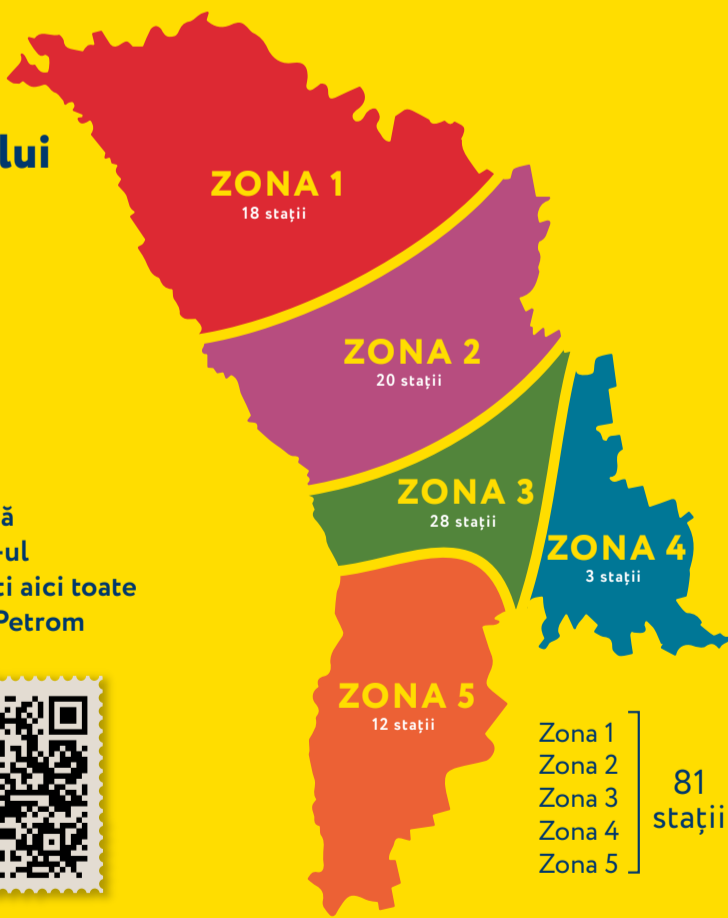 lui
ZONA 1
18 stații
ZONA 2
20 stații
ZONA 3
28 stații
ZONA 4
3 stații
ZONA 5
12 stații
ă
-ul
ți aici toate
Petrom
Zona 1
Zona 2
Zona 3
Zona 4
Zona 5
81
stații